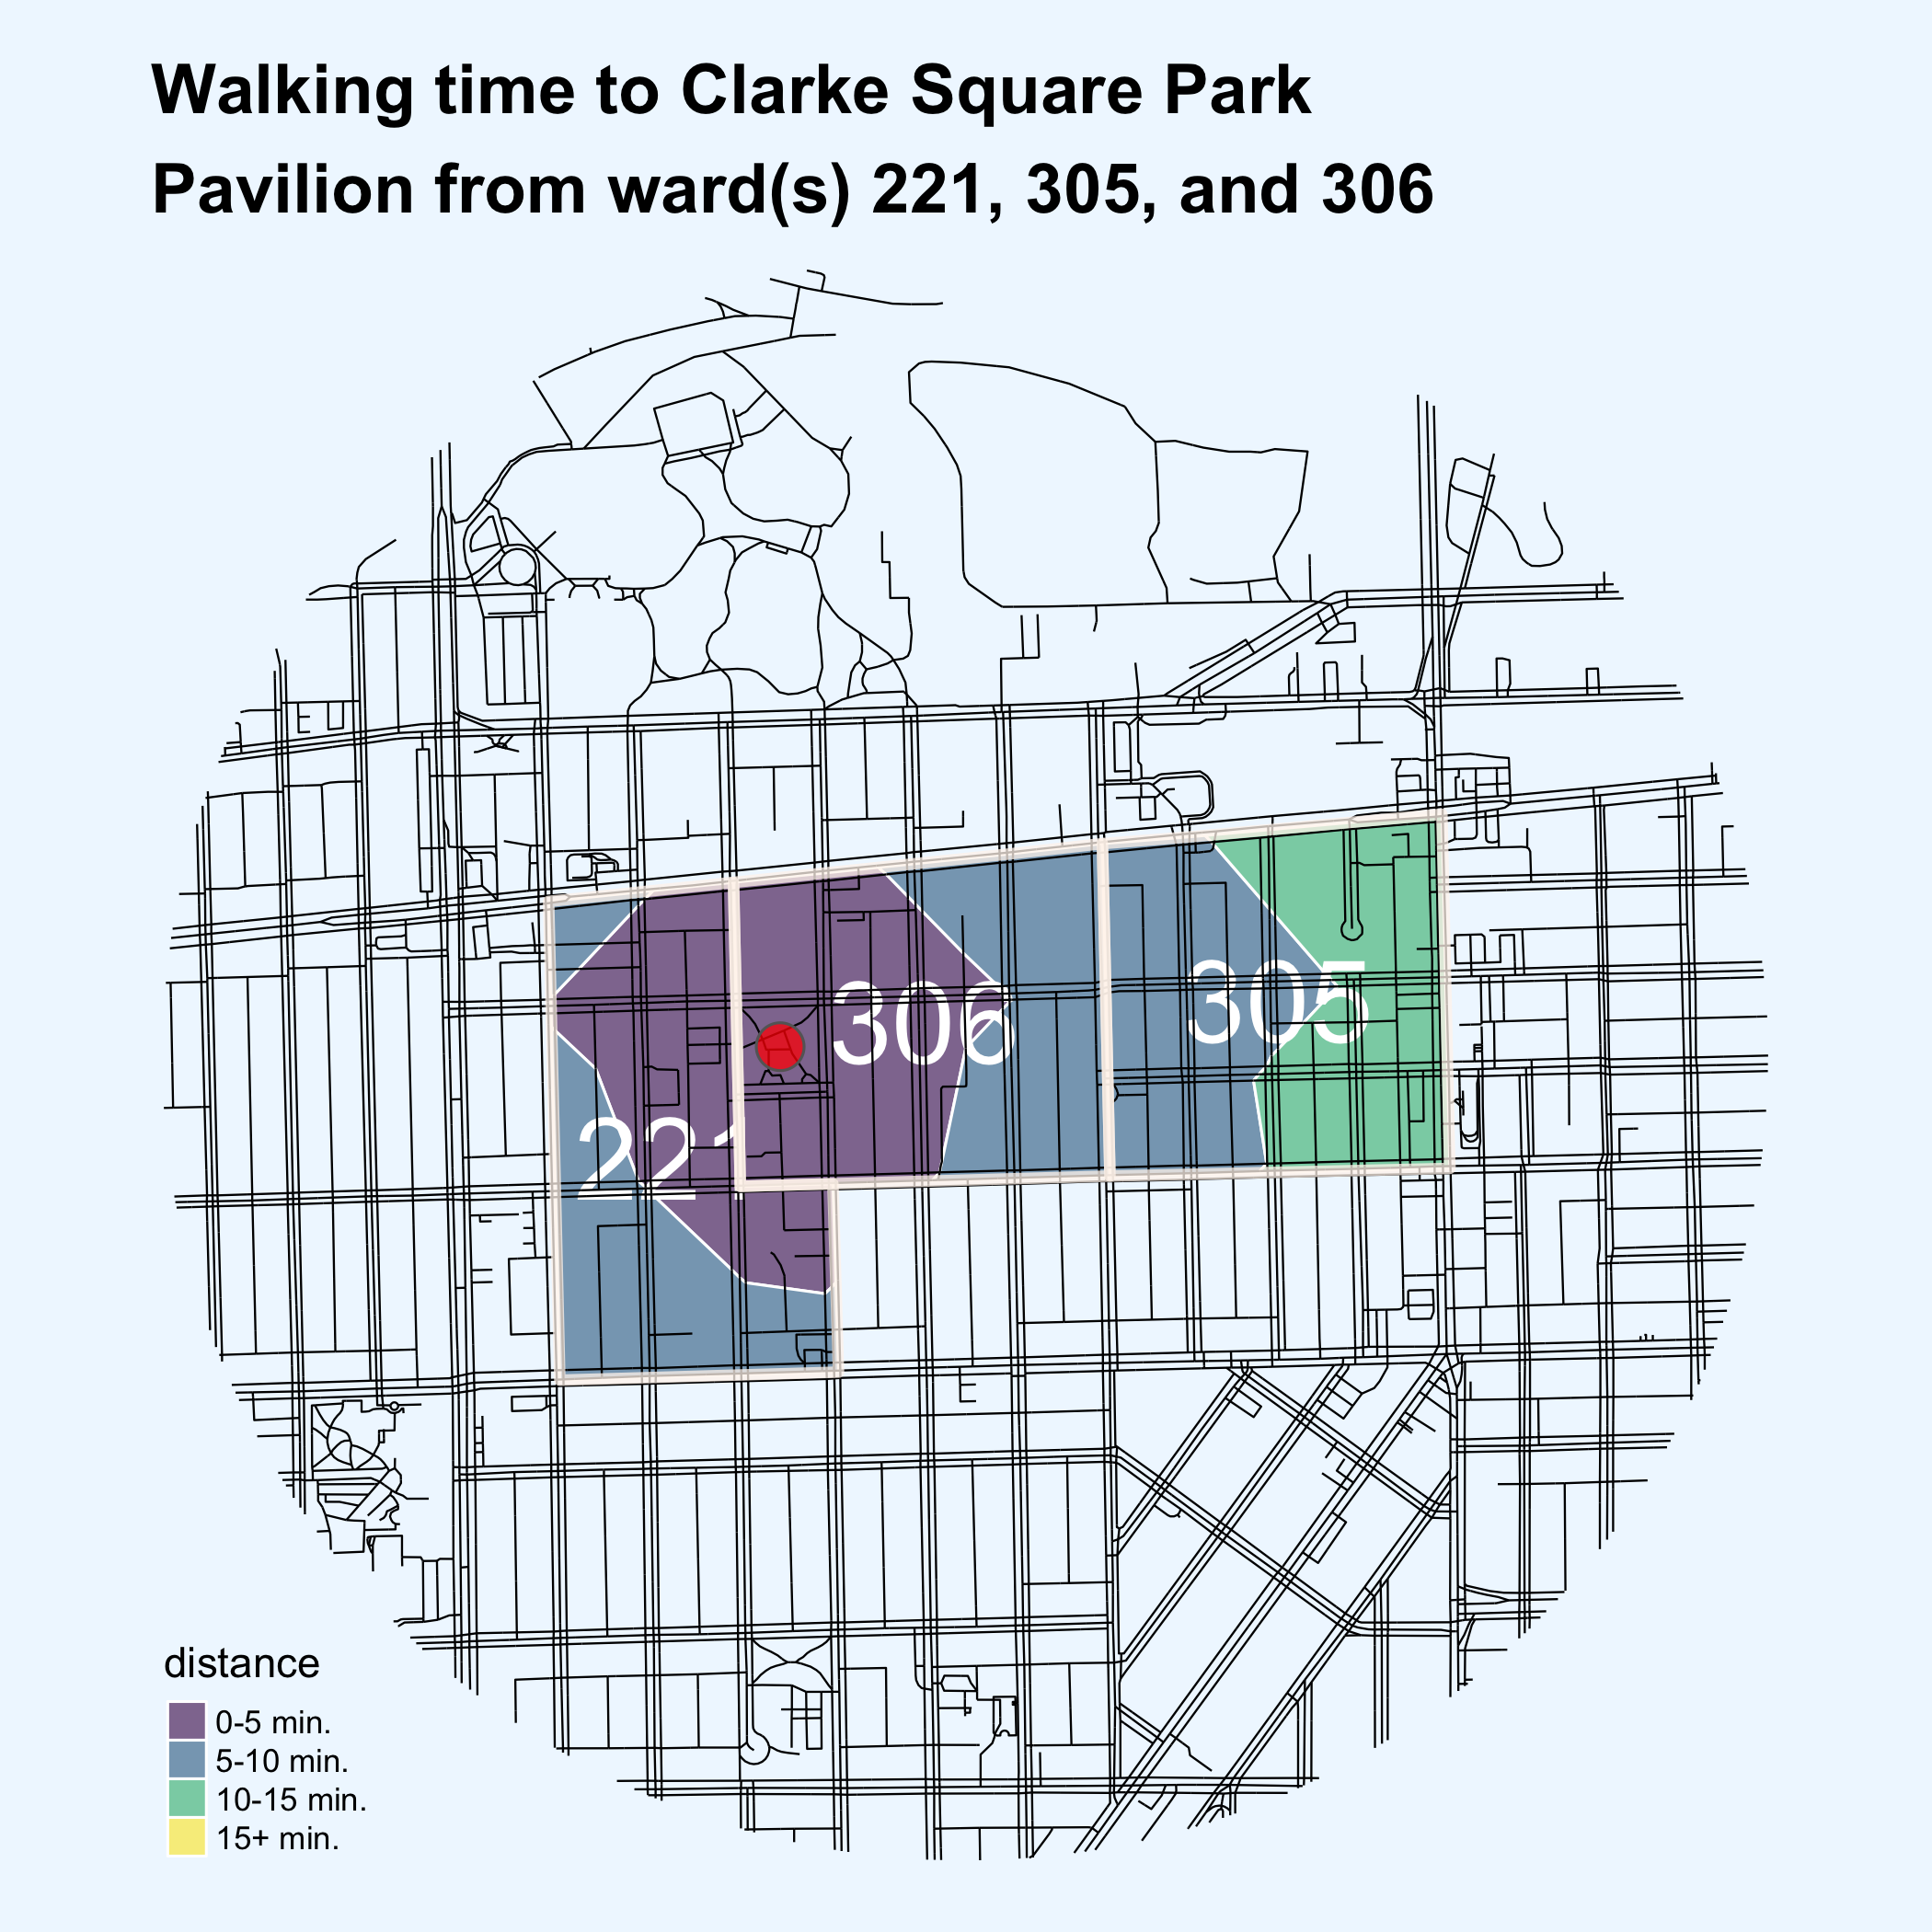 Walking time to Clarke Square Park
Pavilion from ward(s) 221, 305, and 306
305
306
221
distance
0-5 min.
5-10 min.
10-15 min.
15+ min.